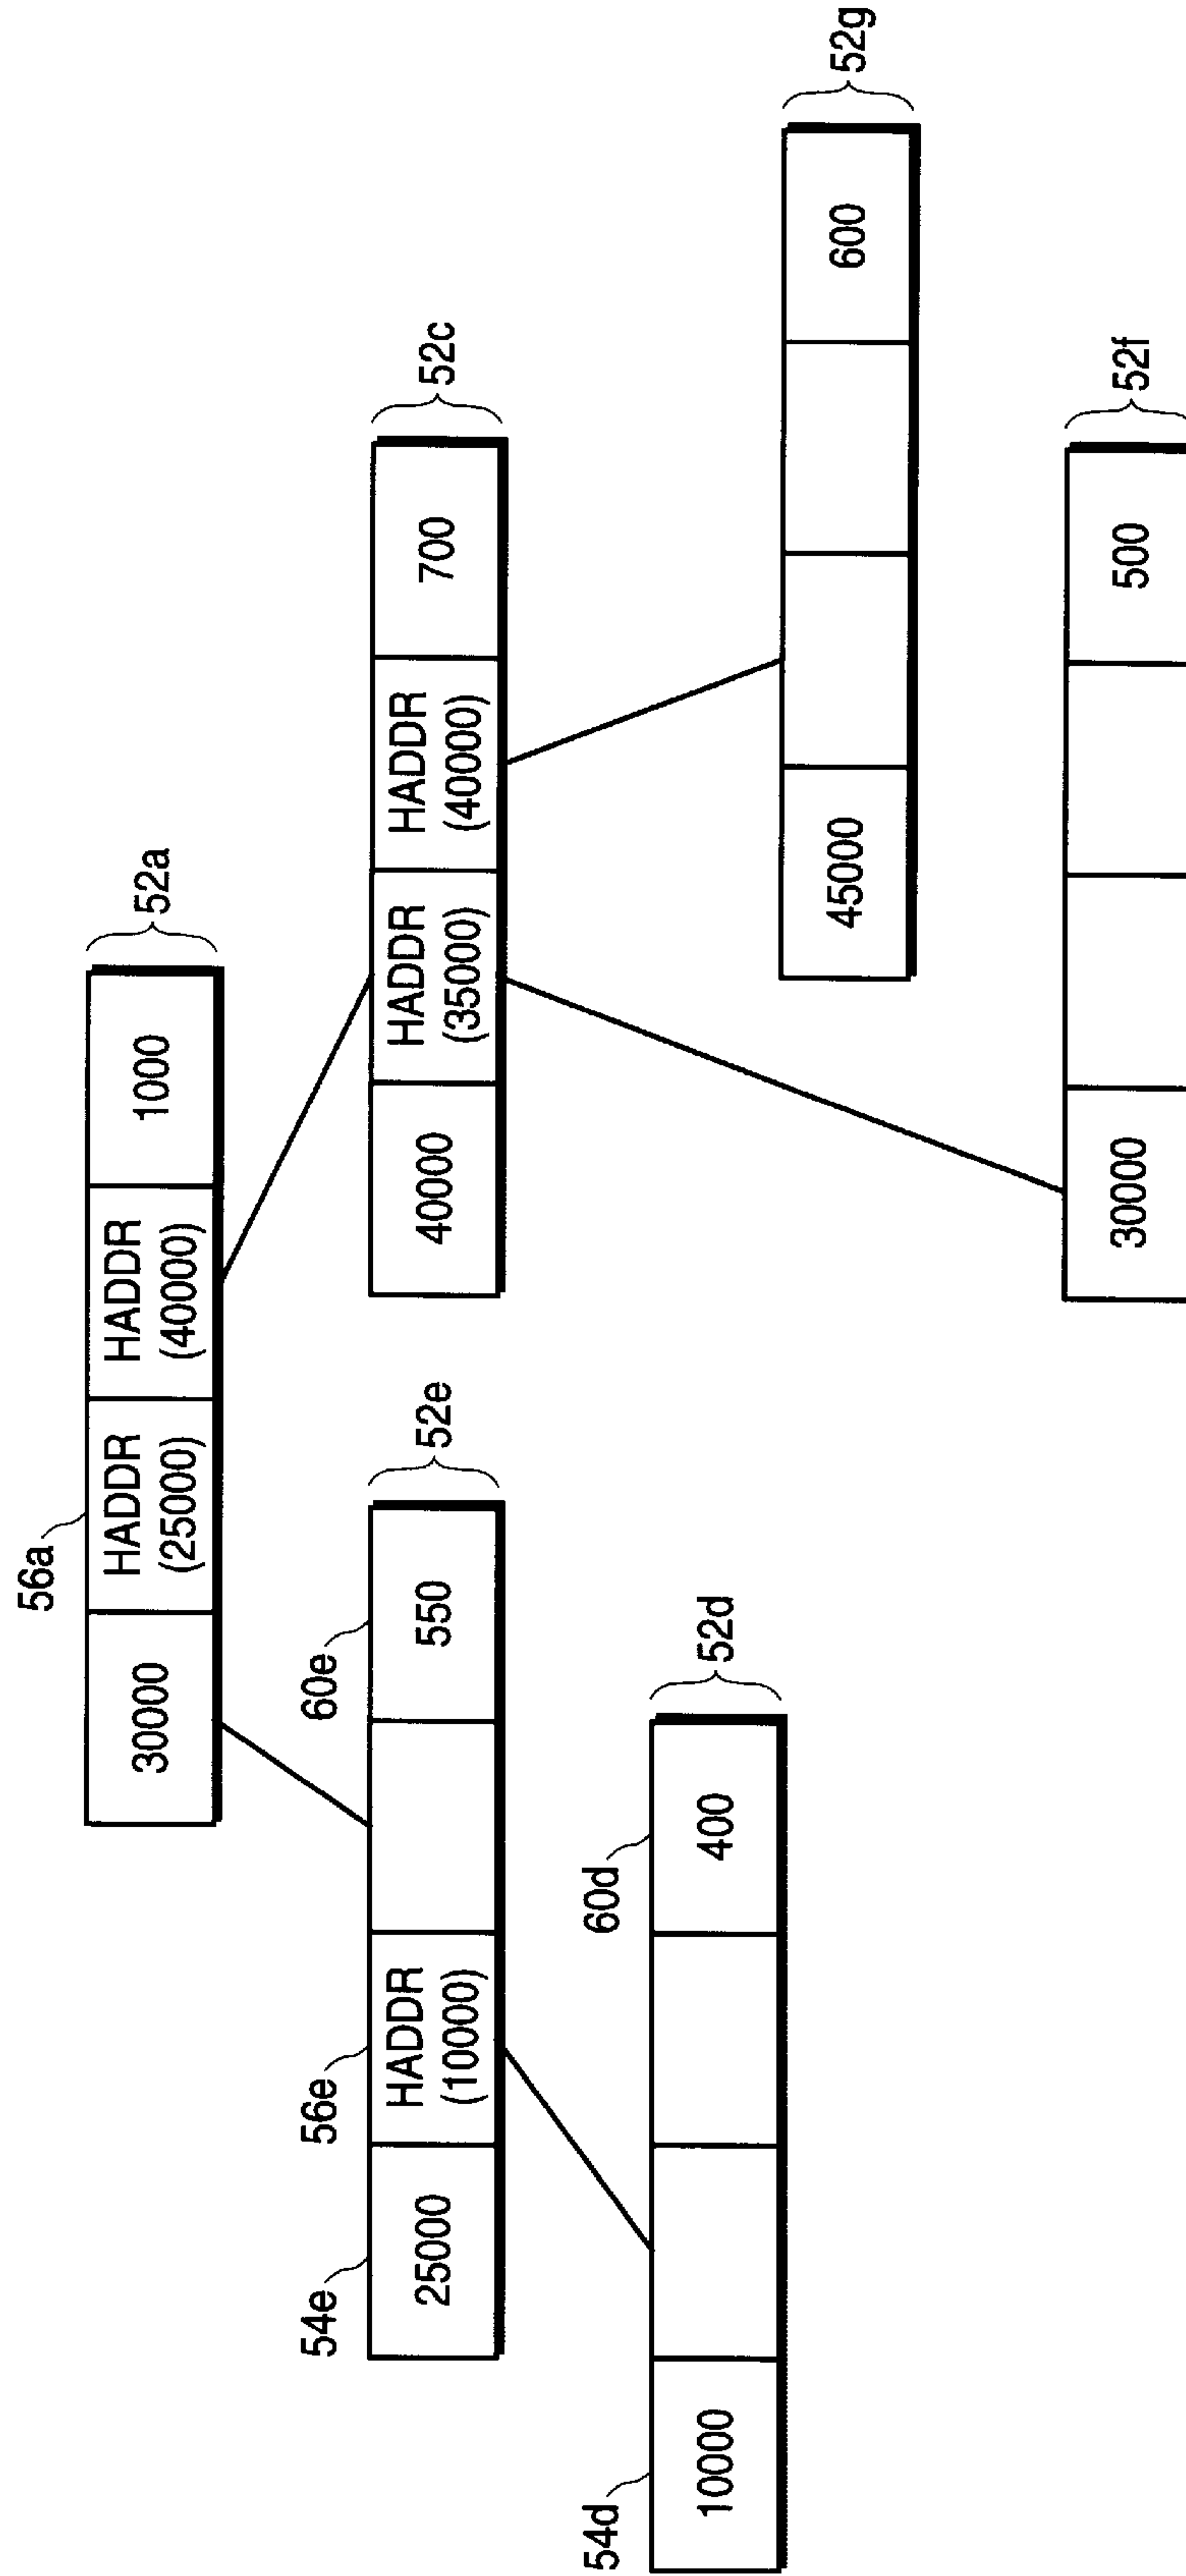 56a
30000
HADDR
(25000)
HADDR
(40000)
1000
52a
54e
56e
60e
25000
HADDR
(10000)
550
52e
40000
HADDR
(35000)
HADDR
(40000)
700
52c
54d
60d
10000
400
52d
45000
600
52g
30000
500
52f